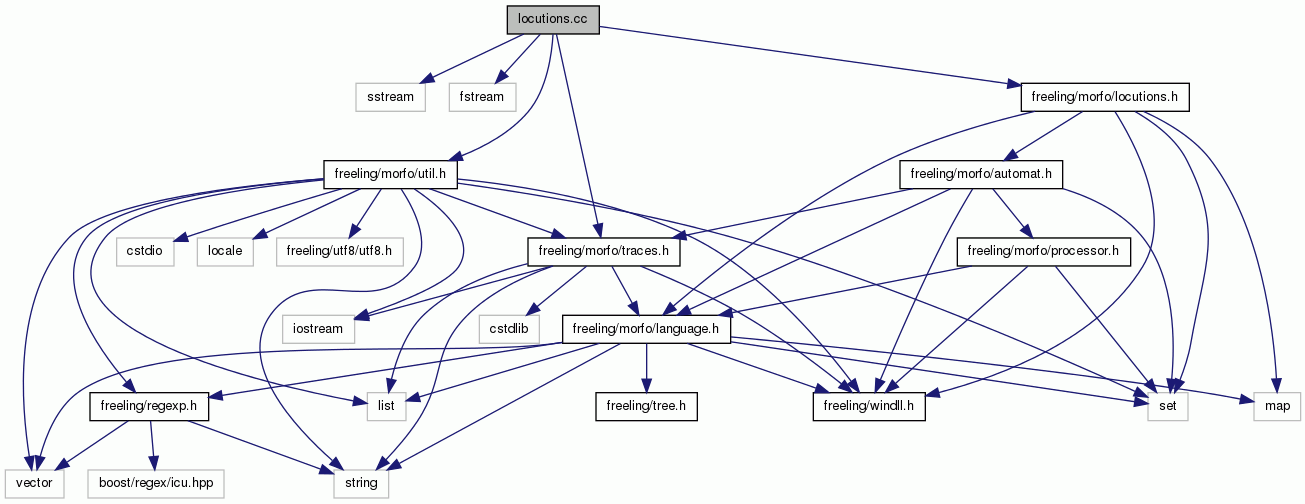 locutions.cc
sstream
fstream
freeling/morfo/locutions.h
freeling/morfo/util.h
freeling/morfo/automat.h
cstdio
locale
freeling/utf8/utf8.h
freeling/morfo/traces.h
freeling/morfo/processor.h
iostream
cstdlib
freeling/morfo/language.h
freeling/regexp.h
list
freeling/tree.h
freeling/windll.h
set
map
vector
boost/regex/icu.hpp
string